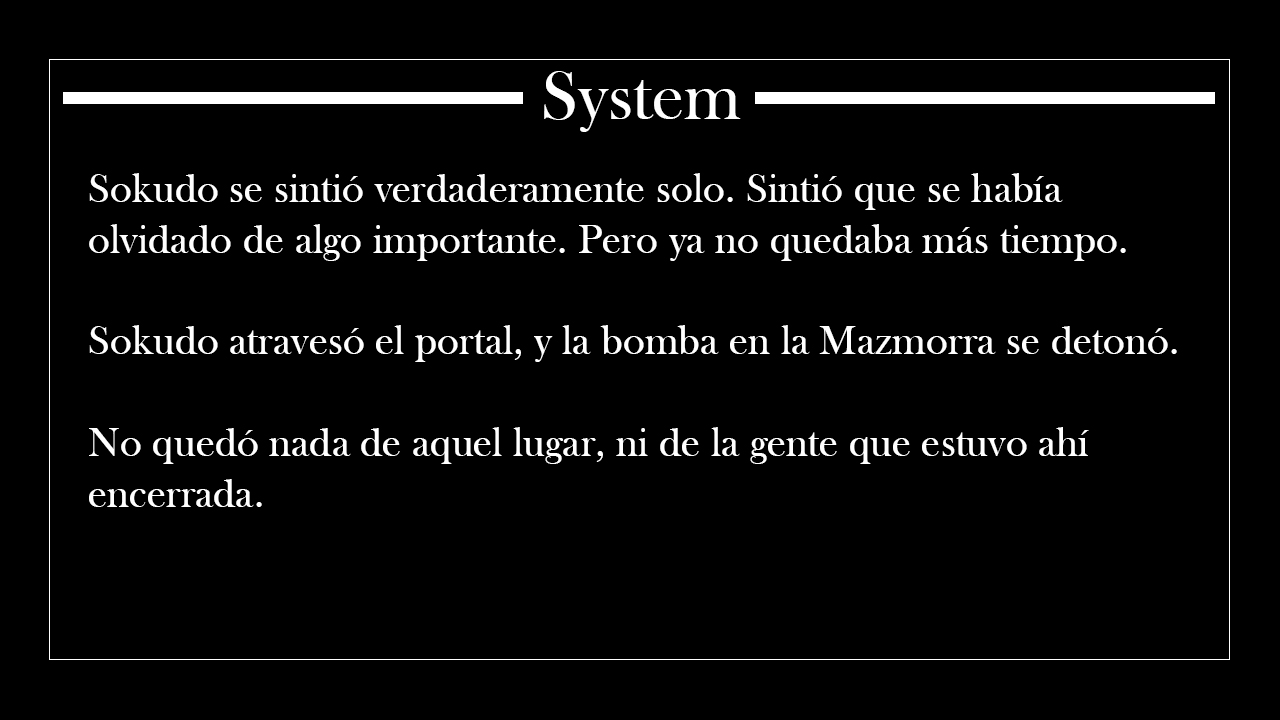 System
Sokudo se sintió verdaderamente solo. Sintió que se había
olvidado de algo importante. Pero ya no quedaba más tiempo.
Sokudo atravesó el portal, y la bomba en la Mazmorra se detonó.
No quedó nada de aquel lugar, ni de la gente que estuvo ahí
encerrada.